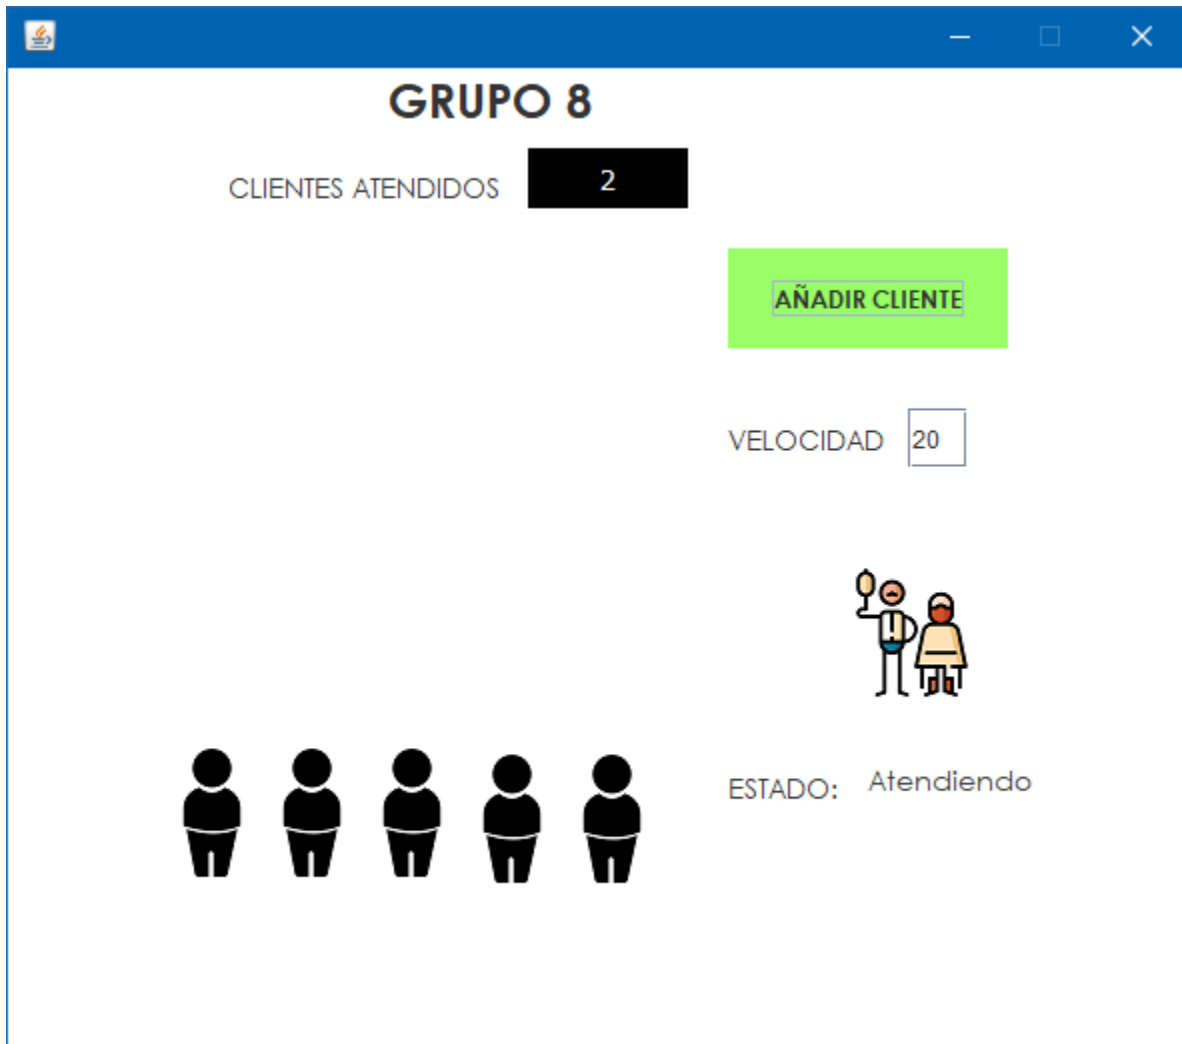 GRUPO 8
CLIENTES ATENDIDOS 2
AÑADIR CLIENTE
VELOCIDAD 20
ESTADO: Atendiendo